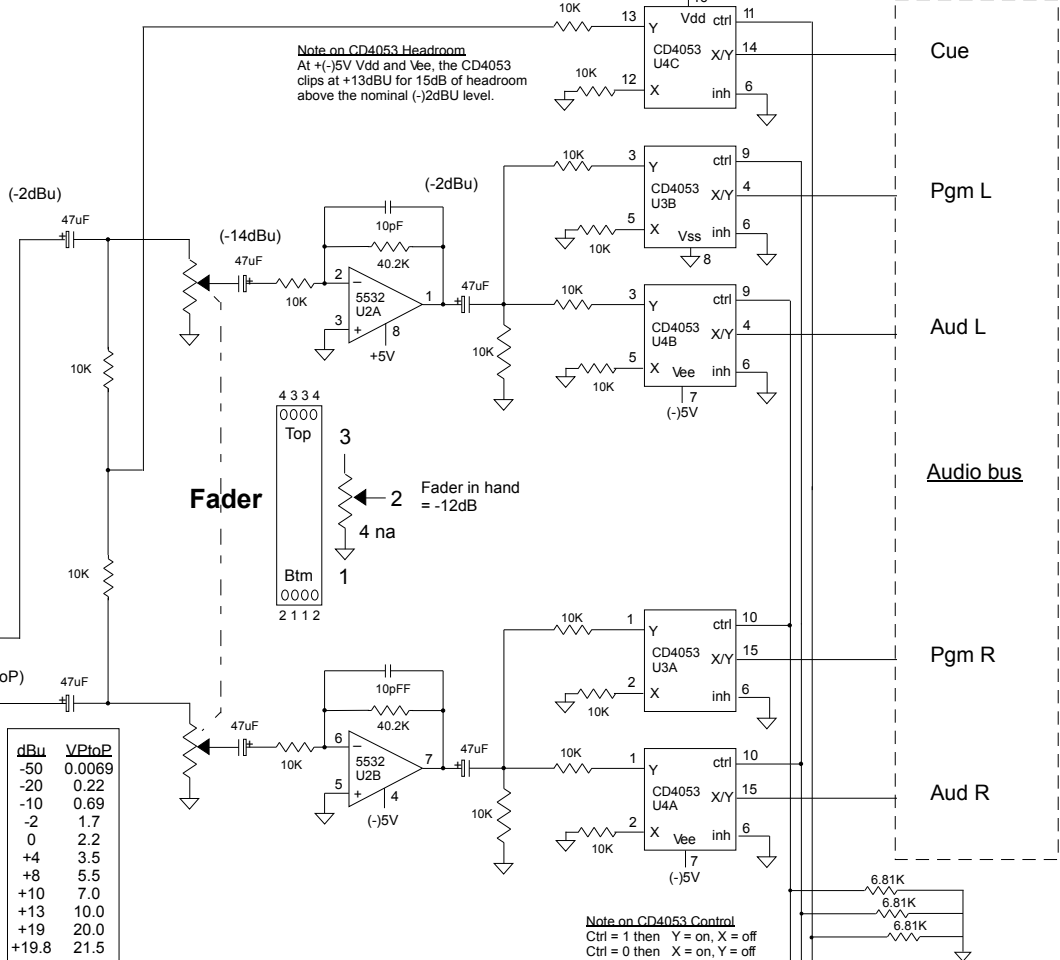 10K
13
Y
Vdd
ctrl
11
CD4053
U4C
X/Y
14
Cue
Note on CD4053 Headroom
At +(-)5V Vdd and Vee, the CD4053
clips at +13dBU for 15dB of headroom
above the nominal (-)2dBU level.
10K
12
X
inh
6
(-2dBu)
47uF
(-14dBu)
47uF
10K
(-2dBu)
10pF
40.2K
2
5532
U2A
1
3
8
+5V
47uF
10K
10K
3
Y
ctrl
9
CD4053
U3B
X/Y
4
Pgm L
5
X
inh
6
10K
Vss
8
10K
3
Y
ctrl
9
CD4053
U4B
X/Y
4
Aud L
5
X
Vee
inh
6
10K
7
(-)5V
10K
4 3 3 4
Top
Fader
3
2
4 na
1
Fader in hand
= -12dB
Btm
2 1 1 2
Audio bus
10K
oP)
47uF
47uF
10K
10pFF
40.2K
6
5532
U2B
7
5
4
(-)5V
47uF
10K
10K
1
Y
ctrl
10
CD4053
U3A
X/Y
15
Pgm R
2
X
inh
6
10K
10K
1
Y
ctrl
10
CD4053
U4A
X/Y
15
Aud R
2
X
Vee
inh
6
10K
7
(-)5V
dBu VPtoP
-50 0.0069
-20 0.22
-10 0.69
-2 1.7
0 2.2
+4 3.5
+8 5.5
+10 7.0
+13 10.0
+19 20.0
+19.8 21.5
6.81K
6.81K
6.81K
Note on CD4053 Control
Ctrl = 1 then Y = on, X = off
Ctrl = 0 then X = on, Y = off